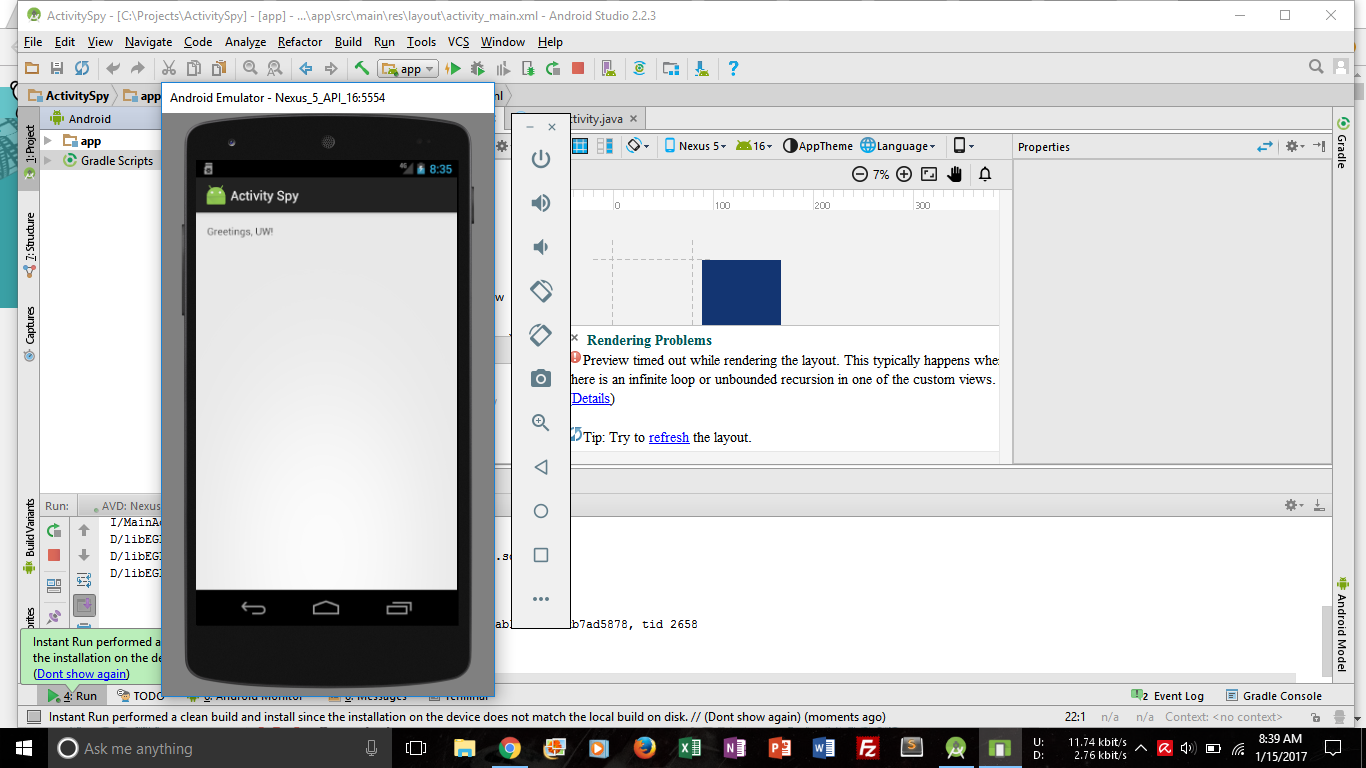 ActivitySpy - [C:\Projects\ActivitySpy] - [app] - ...\app\src\main\res\layout\activity_main.xml - Android Studio 2.2.3
File Edit View Navigate Code Analyze Refactor Build Run Tools VCS Window Help
app
ActivitySpy
app
Android Emulator - Nexus_5_API_16:5554
Android
app
Gradle Scripts
4G 8:35
Activity Spy
Greetings, UW!
tivity.java
Nexus 5
16
AppTheme
Language
Properties
7%
0 100 200 300
w
Rendering Problems
Preview timed out while rendering the layout. This typically happens whe
here is an infinite loop or unbounded recursion in one of the custom views.
Details)
Tip: Try to refresh the layout.
1: Project
7: Structure
Captures
Build Variants
Gradle
Android Model
Run: AVD: Nexus
I/MainA
D/libEG
D/libEG
D/libEG
b7ad5878, tid 2658
Instant Run performed a
the installation on the de
(Dont show again)
4: Run
TODO
6: Android Monitor
0: Messages
Terminal
2 Event Log
Gradle Console
Instant Run performed a clean build and install since the installation on the device does not match the local build on disk. // (Dont show again) (moments ago)
22:1 n/a n/a Context: <no context>
Ask me anything
U: 11.74 kbit/s
D: 2.76 kbit/s
8:39 AM
1/15/2017